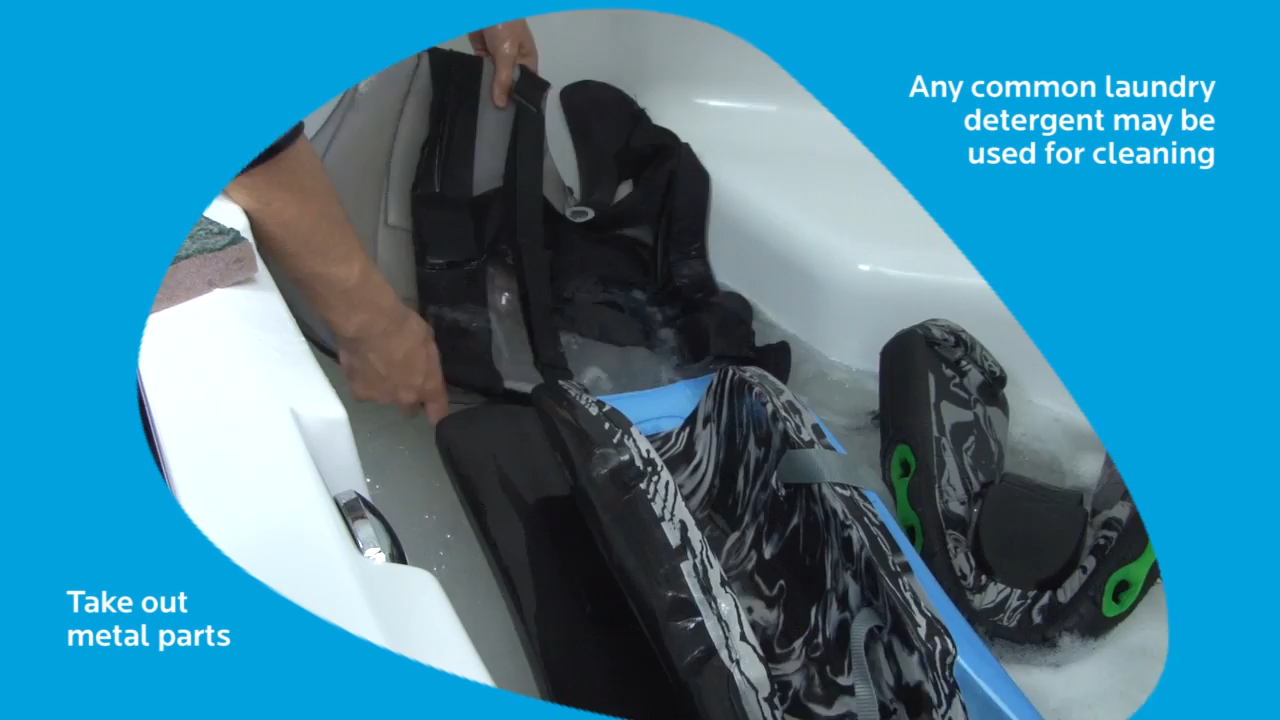 Any common laundry
detergent may be
used for cleaning
Take out
metal parts